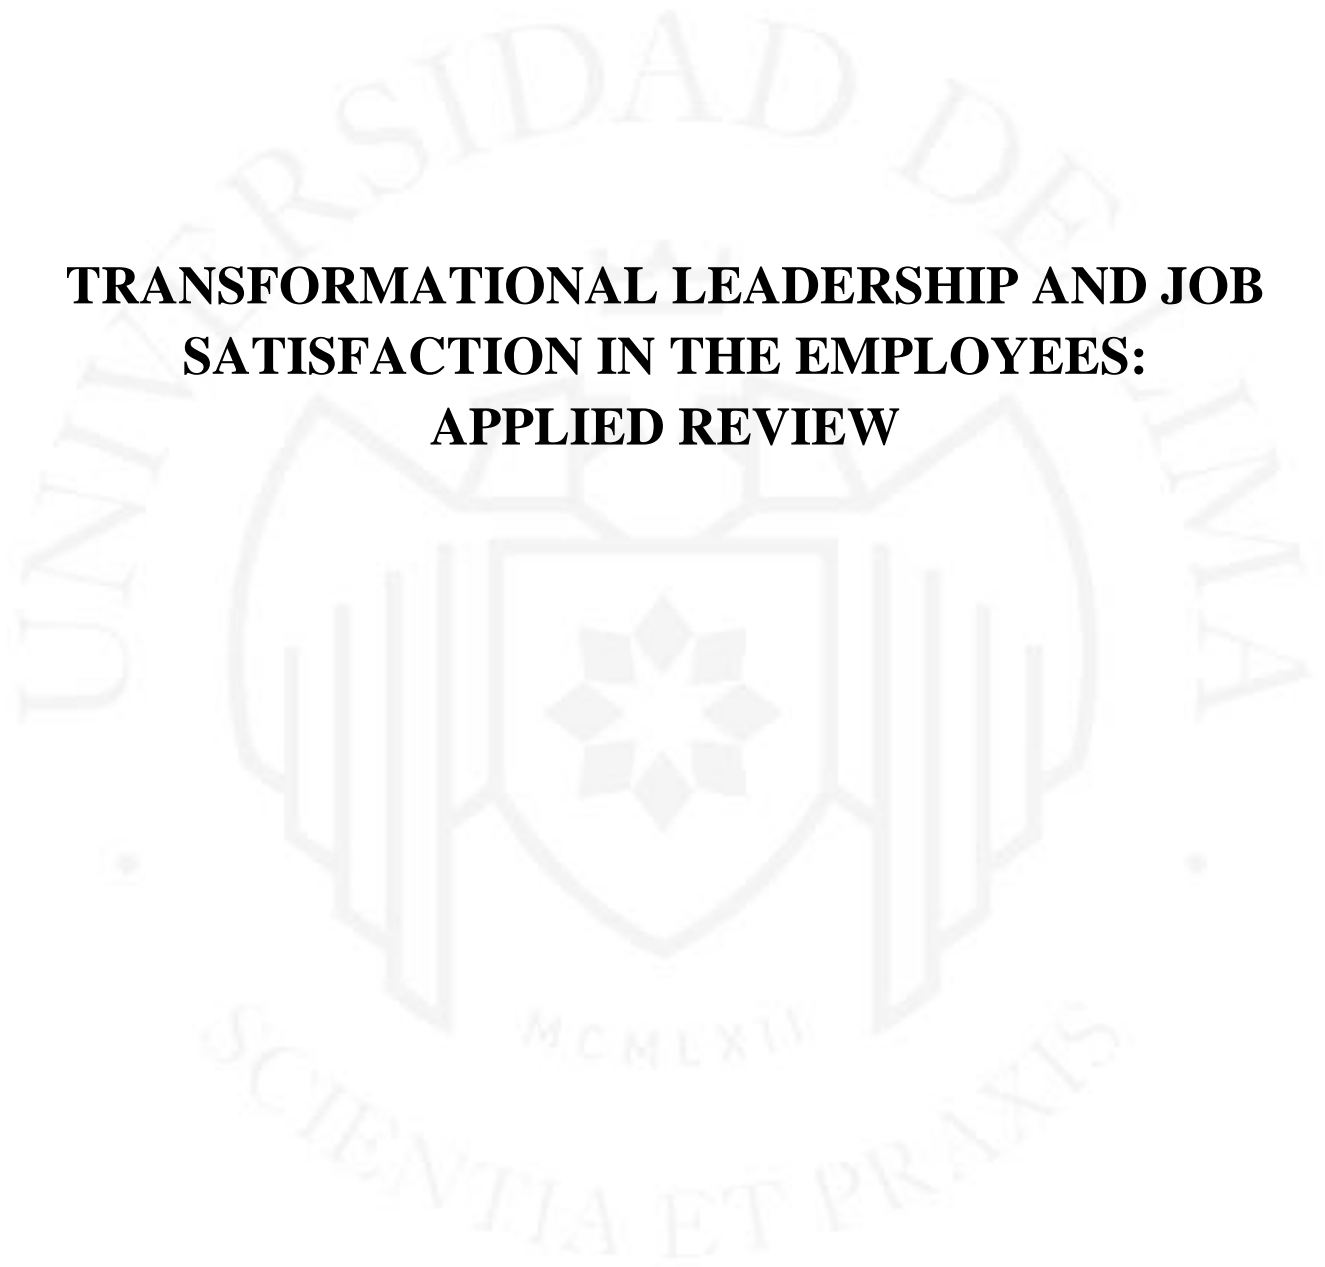 UNIVERSIDAD DE LIMA
TRANSFORMATIONAL LEADERSHIP AND JOB
SATISFACTION IN THE EMPLOYEES:
APPLIED REVIEW
MCMLXII
SCIENTIA ET PRAXIS